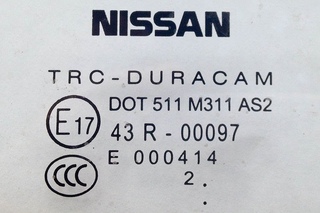 NISSAN
TRC-DURACAM
DOT 511 M311 AS2
E17 43 R - 00097
E 000414
CCC 2 .
.